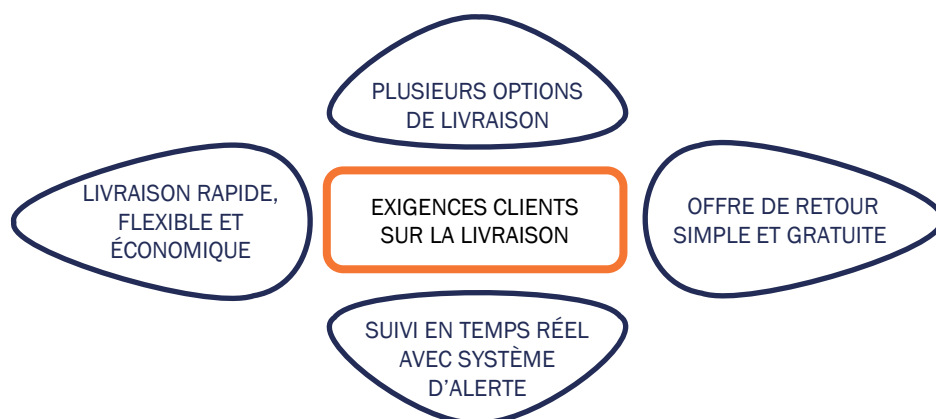 PLUSIEURS OPTIONS
DE LIVRAISON
LIVRAISON RAPIDE,
FLEXIBLE ET
ÉCONOMIQUE
EXIGENCES CLIENTS
SUR LA LIVRAISON
OFFRE DE RETOUR
SIMPLE ET GRATUITE
SUIVI EN TEMPS RÉEL
AVEC SYSTÈME
D'ALERTE